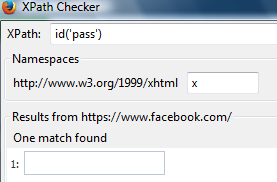 XPath Checker
XPath: id('pass')
Namespaces
http://www.w3.org/1999/xhtml x
Results from https://www.facebook.com/
One match found
1: